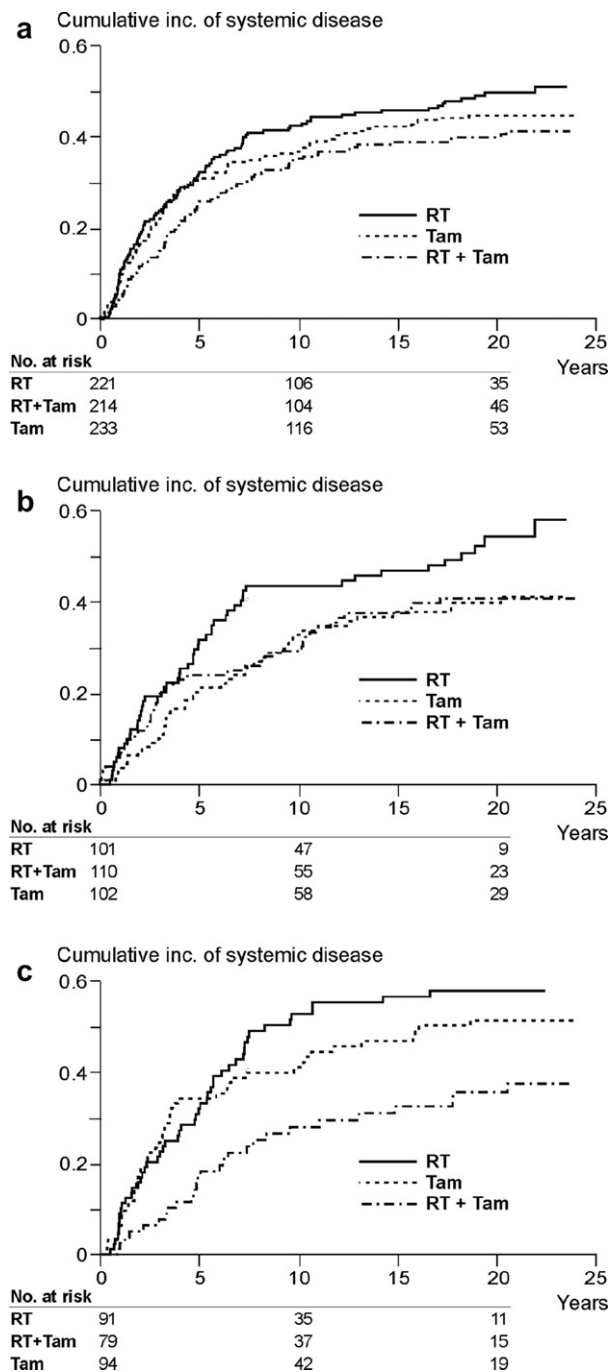 a
Cumulative inc. of systemic disease
0.6
0.4
0.2
0
RT
Tam
RT + Tam
0 5 10 15 20 25
Years
No. at risk
RT 221 106 35
RT+Tam 214 104 46
Tam 233 116 53
b
Cumulative inc. of systemic disease
0.6
0.4
0.2
0
RT
Tam
RT + Tam
0 5 10 15 20 25
Years
No. at risk
RT 101 47 9
RT+Tam 110 55 23
Tam 102 58 29
c
Cumulative inc. of systemic disease
0.6
0.4
0.2
0
RT
Tam
RT + Tam
0 5 10 15 20 25
Years
No. at risk
RT 91 35 11
RT+Tam 79 37 15
Tam 94 42 19